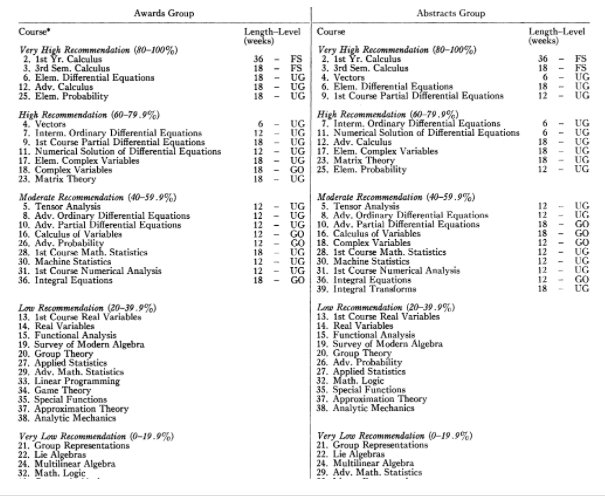 Awards Group
Course* Length–Level
(weeks)
Very High Recommendation (80–100%)
2. 1st Yr. Calculus 36 – FS
3. 3rd Sem. Calculus 18 – FS
6. Elem. Differential Equations 18 – UG
12. Adv. Calculus 18 – UG
25. Elem. Probability 18 – UG
High Recommendation (60–79.9%)
4. Vectors 6 – UG
7. Interm. Ordinary Differential Equations 12 – UG
9. 1st Course Partial Differential Equations 18 – UG
11. Numerical Solution of Differential Equations 12 – UG
17. Elem. Complex Variables 18 – UG
18. Complex Variables 18 – GO
23. Matrix Theory 18 – UG
Moderate Recommendation (40–59.9%)
5. Tensor Analysis 12 – UG
8. Adv. Ordinary Differential Equations 12 – UG
10. Adv. Partial Differential Equations 12 – UG
16. Calculus of Variables 12 – GO
26. Adv. Probability 12 – GO
28. 1st Course Math. Statistics 18 – UG
30. Machine Statistics 12 – UG
31. 1st Course Numerical Analysis 12 – UG
36. Integral Equations 18 – GO
Low Recommendation (20–39.9%)
13. 1st Course Real Variables
14. Real Variables
15. Functional Analysis
19. Survey of Modern Algebra
20. Group Theory
27. Applied Statistics
29. Adv. Math. Statistics
33. Linear Programming
34. Game Theory
35. Special Functions
37. Approximation Theory
38. Analytic Mechanics
Very Low Recommendation (0–19.9%)
21. Group Representations
22. Lie Algebras
24. Multilinear Algebra
32. Math. Logic
Abstracts Group
Course Length–Level
(weeks)
Very High Recommendation (80–100%)
2. 1st Yr. Calculus 36 – FS
3. 3rd Sem. Calculus 18 – FS
4. Vectors 6 – UG
6. Elem. Differential Equations 18 – UG
9. 1st Course Partial Differential Equations 12 – UG
High Recommendation (60–79.9%)
7. Interm. Ordinary Differential Equations 6 – UG
11. Numerical Solution of Differential Equations 6 – UG
12. Adv. Calculus 18 – UG
17. Elem. Complex Variables 18 – UG
23. Matrix Theory 18 – UG
25. Elem. Probability 12 – UG
Moderate Recommendation (40–59.9%)
5. Tensor Analysis 12 – UG
8. Adv. Ordinary Differential Equations 12 – UG
10. Adv. Partial Differential Equations 18 – GO
16. Calculus of Variables 18 – GO
18. Complex Variables 18 – GO
28. 1st Course Math. Statistics 12 – UG
30. Machine Statistics 12 – UG
31. 1st Course Numerical Analysis 12 – UG
36. Integral Equations 12 – GO
39. Integral Transforms 18 – UG
Low Recommendation (20–39.9%)
13. 1st Course Real Variables
14. Real Variables
15. Functional Analysis
19. Survey of Modern Algebra
20. Group Theory
26. Adv. Probability
27. Applied Statistics
32. Math. Logic
35. Special Functions
37. Approximation Theory
38. Analytic Mechanics
Very Low Recommendation (0–19.9%)
21. Group Representations
22. Lie Algebras
24. Multilinear Algebra
29. Adv. Math. Statistics